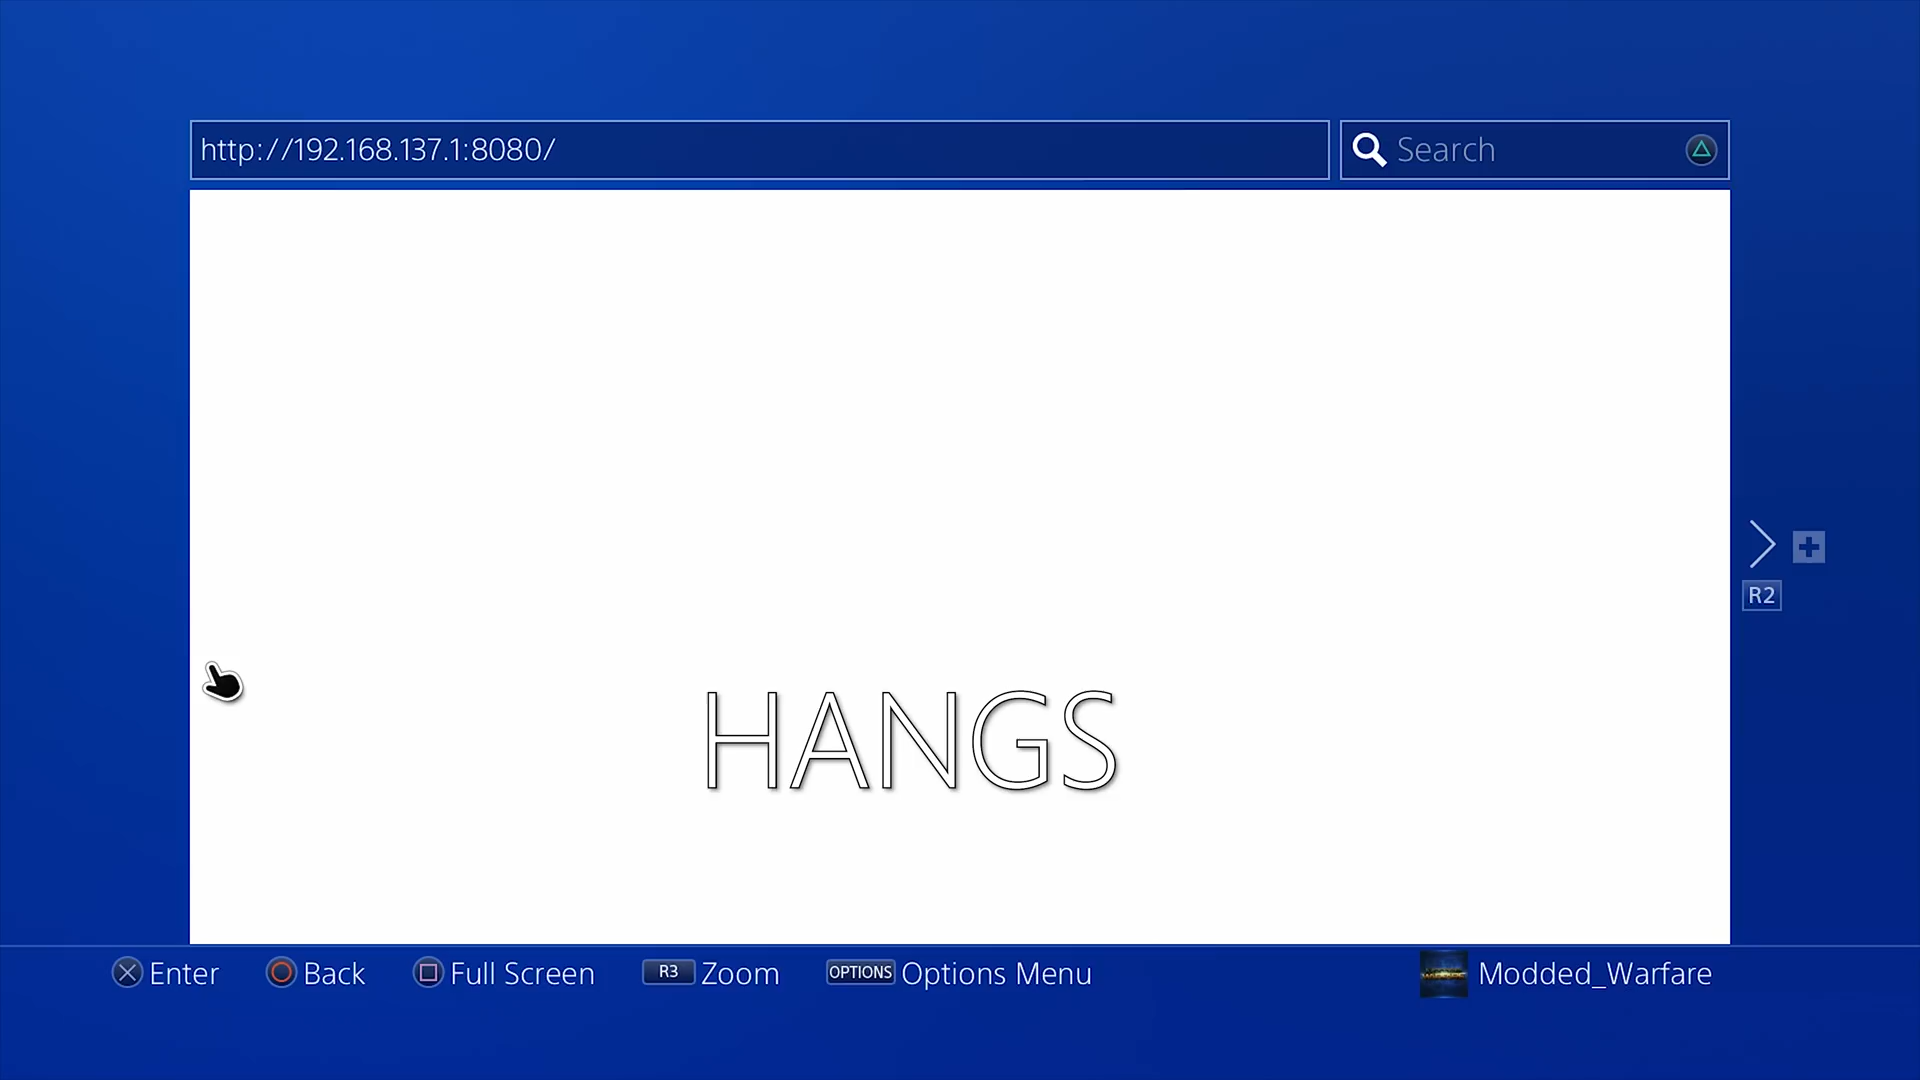 http://192.168.137.1:8080/
Search
HANGS
R2
Enter
Back
Full Screen
R3 Zoom
OPTIONS Options Menu
Modded_Warfare